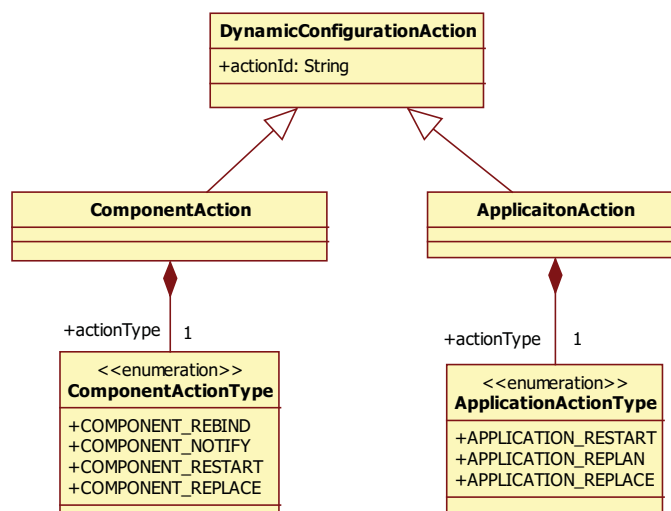 DynamicConfigurationAction
+actionId: String
ComponentAction
ApplicaitonAction
+actionType 1
+actionType 1
<<enumeration>>
ComponentActionType
+COMPONENT_REBIND
+COMPONENT_NOTIFY
+COMPONENT_RESTART
+COMPONENT_REPLACE
<<enumeration>>
ApplicationActionType
+APPLICATION_RESTART
+APPLICATION_REPLAN
+APPLICATION_REPLACE